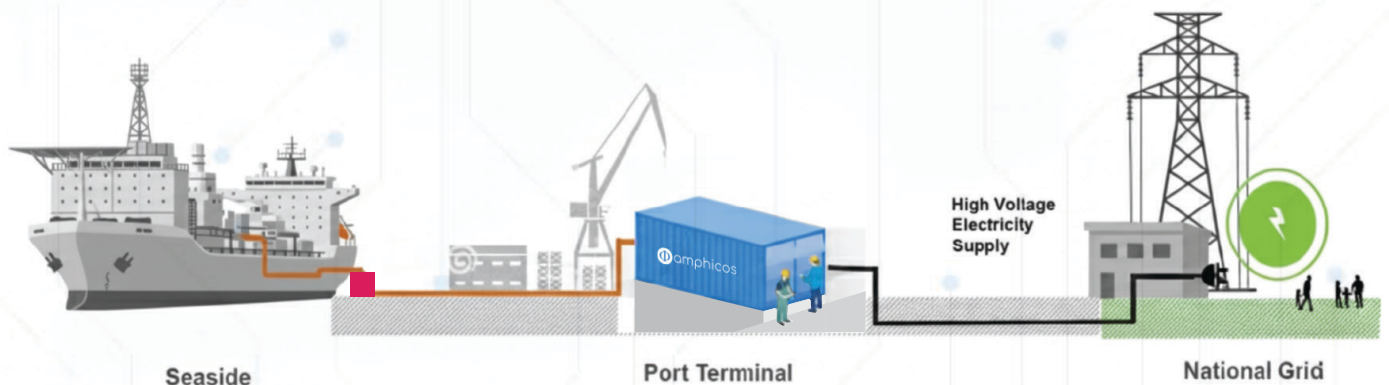 High Voltage
Electricity
Supply
amphicos
Seaside
Port Terminal
National Grid